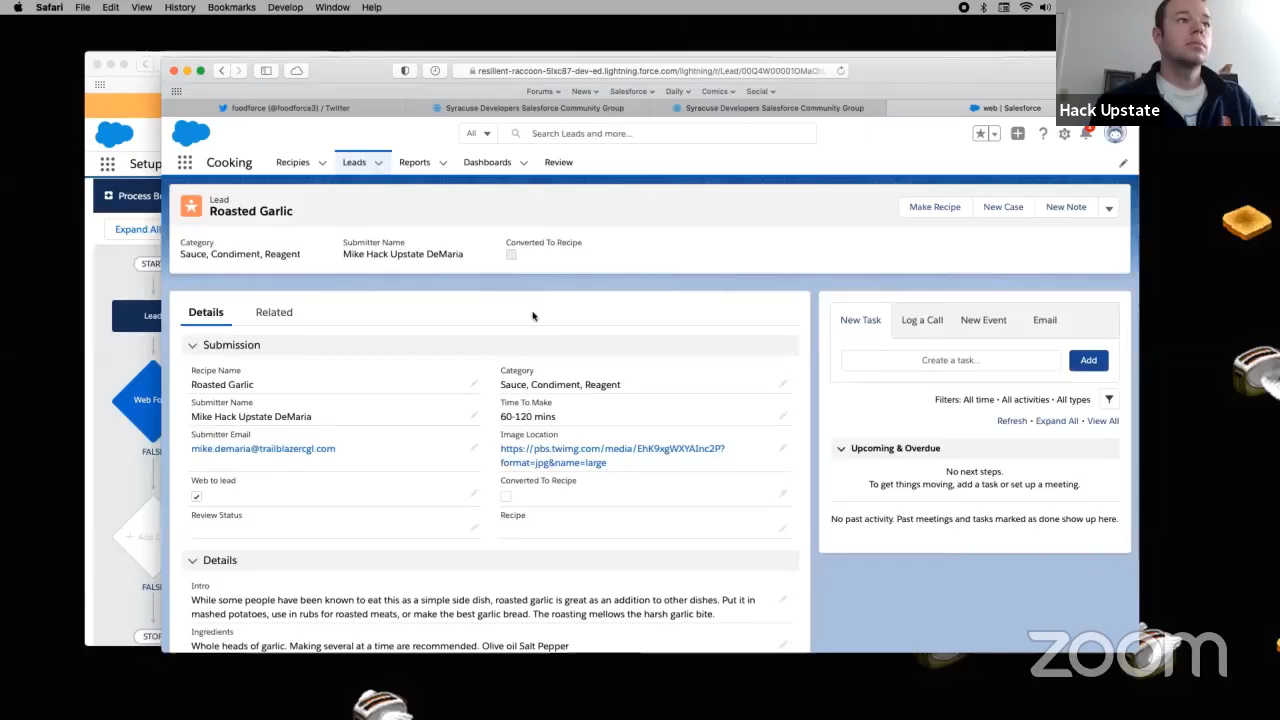 Safari File Edit View History Bookmarks Develop Window Help
Hack Upstate
resilient-raccoon-5lxc87-dev-ed.lightning.force.com/lightning/r/Lead/
Forums News Salesforce Daily Comics Social
foodforce (@foodforce3) / Twitter
Syracuse Developers Salesforce Community Group
Syracuse Developers Salesforce Community Group
web | Salesforce
All
Search Leads and more...
Setup
Cooking
Recipies
Leads
Reports
Dashboards
Review
Process B
Expand All
START
Lead
Web Fo
FALSE
FALSE
STOP
Lead
Roasted Garlic
Make Recipe
New Case
New Note
Category
Sauce, Condiment, Reagent
Submitter Name
Mike Hack Upstate DeMaria
Converted To Recipe
Details
Related
Submission
Recipe Name
Roasted Garlic
Category
Sauce, Condiment, Reagent
Submitter Name
Mike Hack Upstate DeMaria
Time To Make
60-120 mins
Submitter Email
mike.demaria@trailblazercgl.com
Image Location
https://pbs.twimg.com/media/EhK9xgWXYAInc2P?
format=jpg&name=large
Web to lead
Converted To Recipe
Review Status
Recipe
Details
Intro
While some people have been known to eat this as a simple side dish, roasted garlic is great as an addition to other dishes. Put it in
mashed potatoes, use in rubs for roasted meats, or make the best garlic bread. The roasting mellows the harsh garlic bite.
Ingredients
Whole heads of garlic. Making several at a time are recommended. Olive oil Salt Pepper
New Task
Log a Call
New Event
Email
Create a task...
Add
Filters: All time • All activities • All types
Refresh • Expand All • View All
Upcoming & Overdue
No next steps.
To get things moving, add a task or set up a meeting.
No past activity. Past meetings and tasks marked as done show up here.
zoom